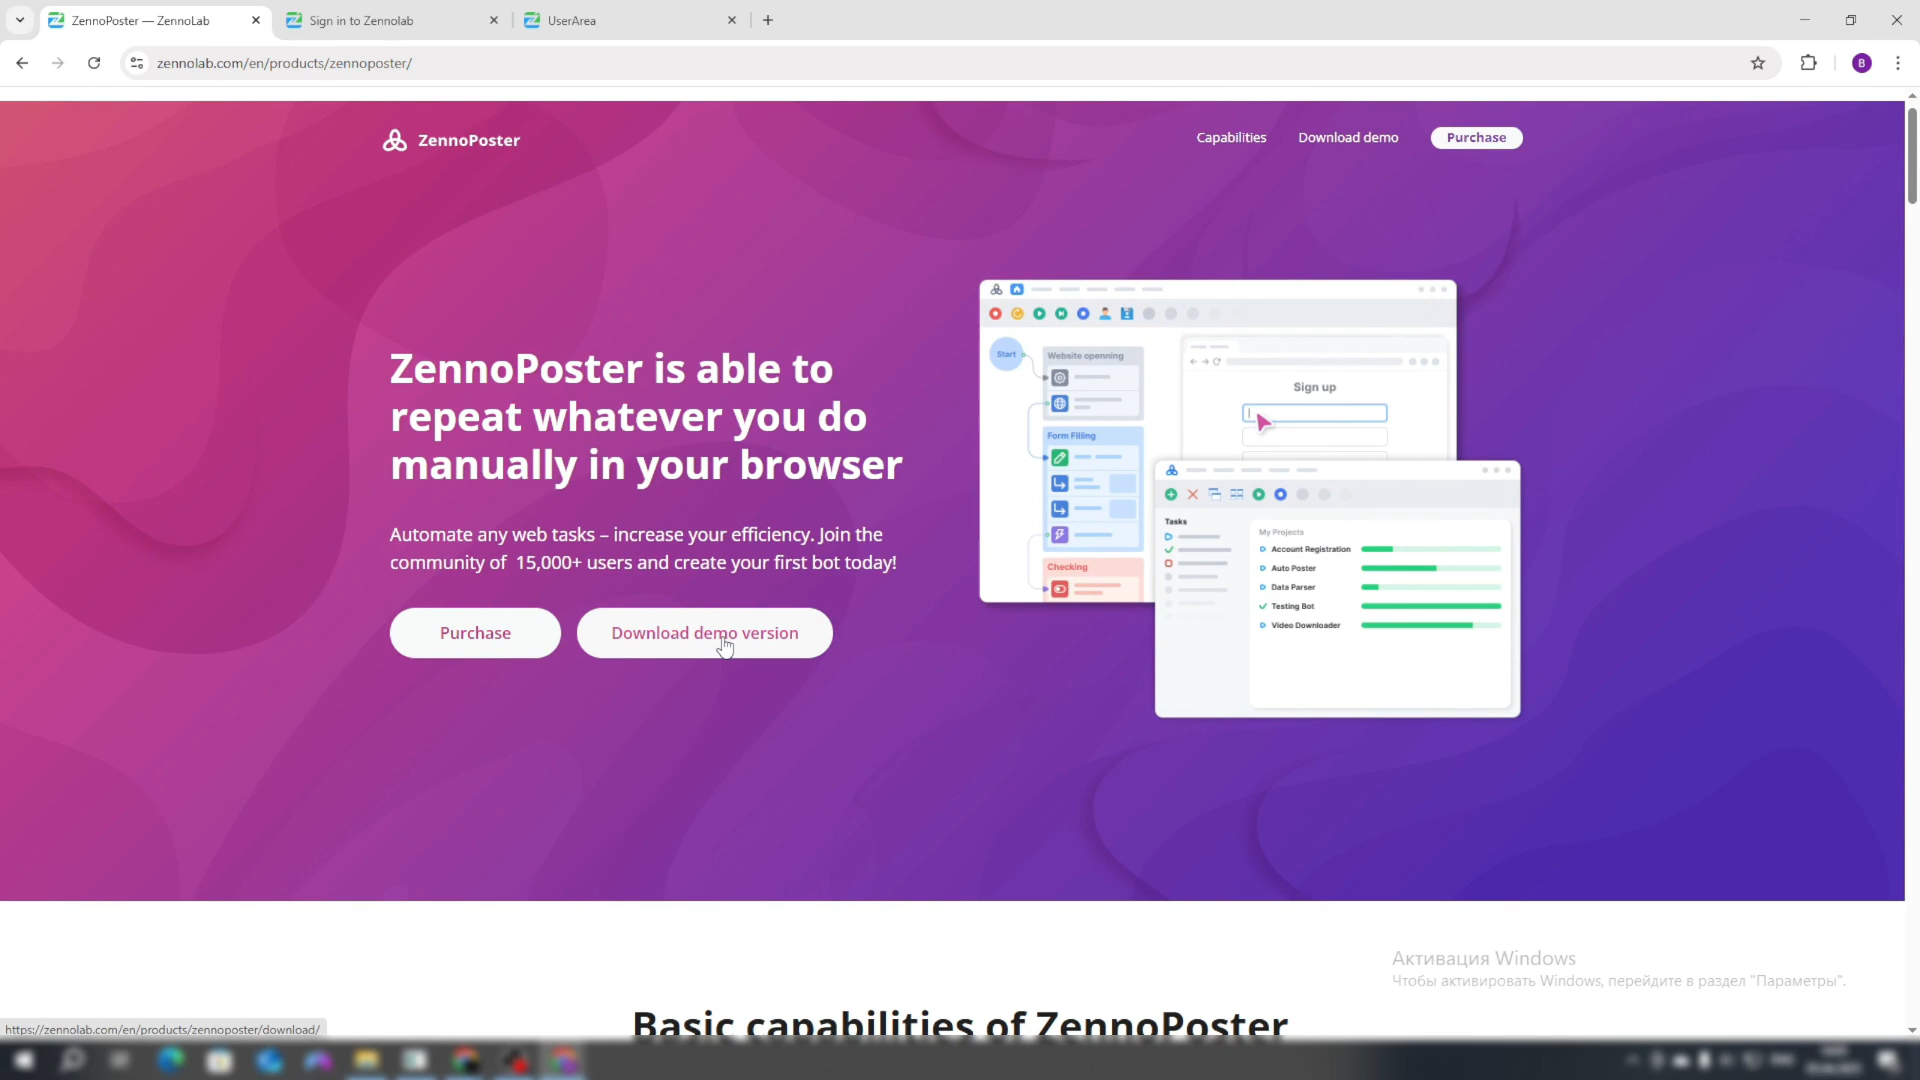 ZennoPoster — ZennoLab
Sign in to Zennolab
UserArea
zennolab.com/en/products/zennoposter/
B
ZennoPoster
Capabilities
Download demo
Purchase
ZennoPoster is able to
repeat whatever you do
manually in your browser
Automate any web tasks – increase your efficiency. Join the
community of 15,000+ users and create your first bot today!
Purchase
Download demo version
Start
Website openning
Sign up
Form Filling
Checking
Tasks
My Projects
Account Registration
Auto Poster
Data Parser
Testing Bot
Video Downloader
Активация Windows
Чтобы активировать Windows, перейдите в раздел "Параметры".
Basic capabilities of ZennoPoster
https://zennolab.com/en/products/zennoposter/download/